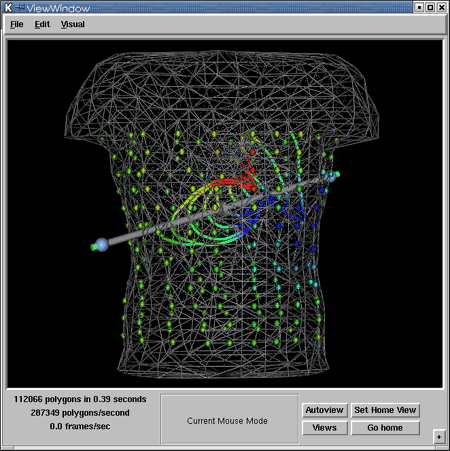 ViewWindow
File Edit Visual
112066 polygons in 0.39 seconds
287349 polygons/second
0.0 frames/sec
Current Mouse Mode
Autoview Set Home View
Views Go home
+